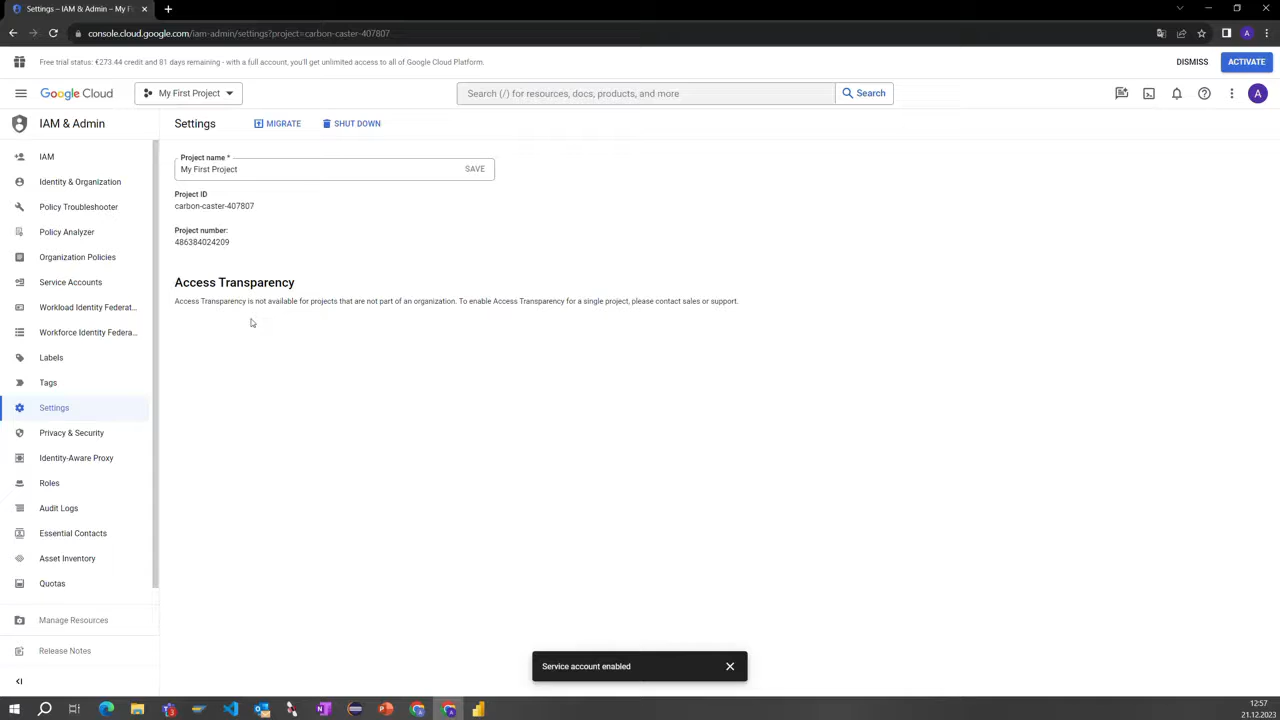 Settings – IAM & Admin – My Fi
console.cloud.google.com/iam-admin/settings?project=carbon-caster-407807
A
Free trial status: €273.44 credit and 81 days remaining - with a full account, you'll get unlimited access to all of Google Cloud Platform.
DISMISS
ACTIVATE
Google Cloud
My First Project
Search (/) for resources, docs, products, and more
Search
A
IAM & Admin
Settings
MIGRATE
SHUT DOWN
IAM
Identity & Organization
Policy Troubleshooter
Policy Analyzer
Organization Policies
Service Accounts
Workload Identity Federat...
Workforce Identity Federa...
Labels
Tags
Settings
Privacy & Security
Identity-Aware Proxy
Roles
Audit Logs
Essential Contacts
Asset Inventory
Quotas
Manage Resources
Release Notes
Project name *
My First Project
SAVE
Project ID
carbon-caster-407807
Project number:
486384024209
Access Transparency
Access Transparency is not available for projects that are not part of an organization. To enable Access Transparency for a single project, please contact sales or support.
Service account enabled
12:57
21.12.2023